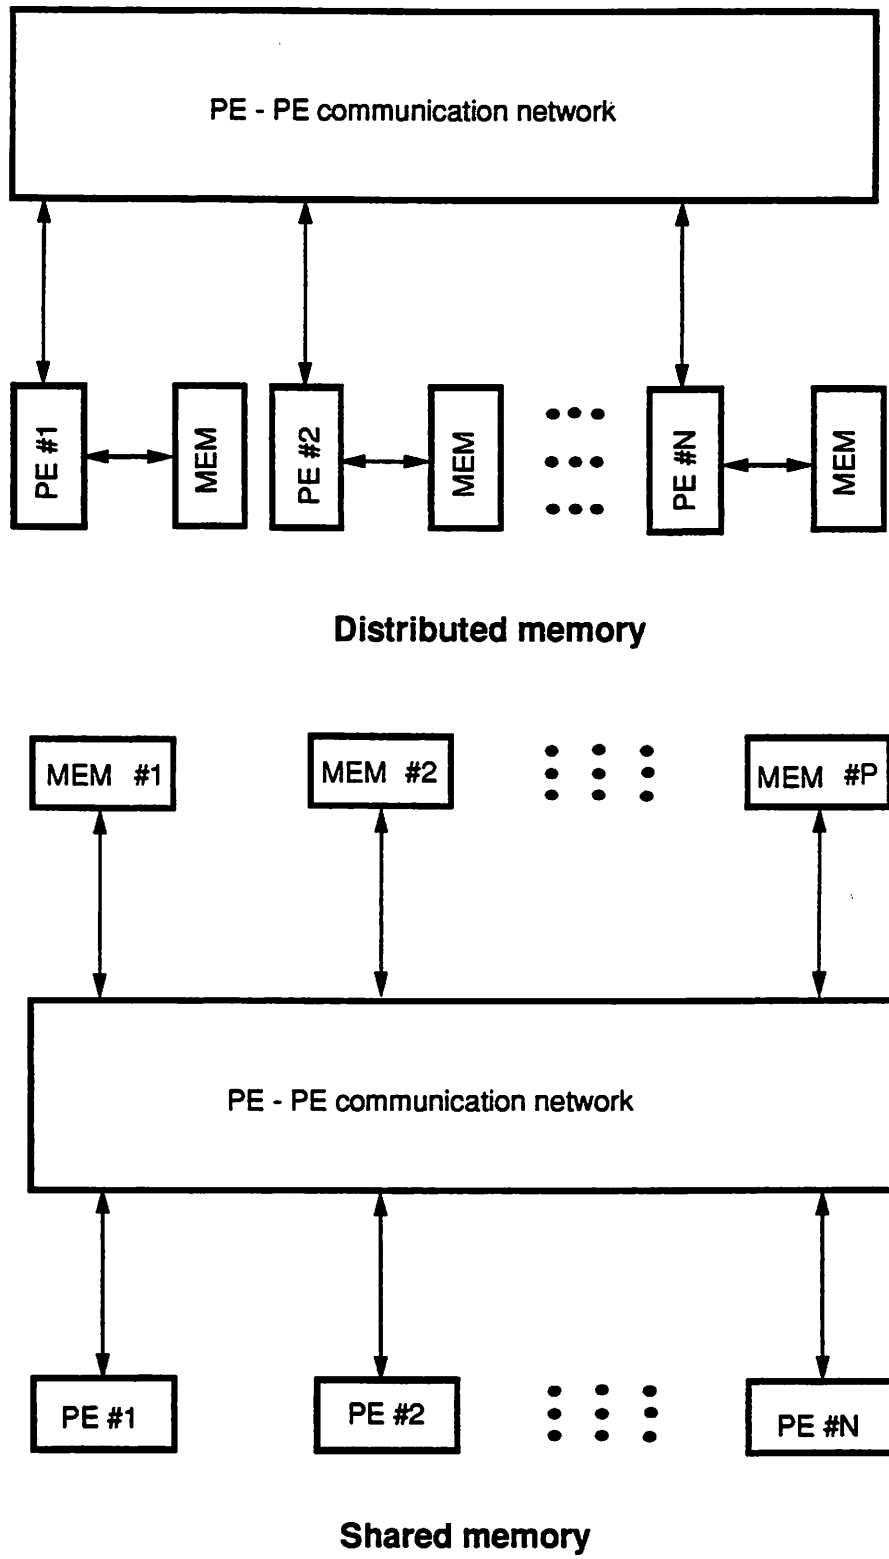 PE - PE communication network
PE #1
MEM
PE #2
MEM
PE #N
MEM
Distributed memory
MEM #1
MEM #2
MEM #P
PE - PE communication network
PE #1
PE #2
PE #N
Shared memory